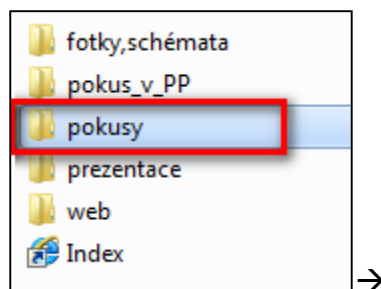 fotky,schémata
pokus_v_PP
pokusy
prezentace
web
Index